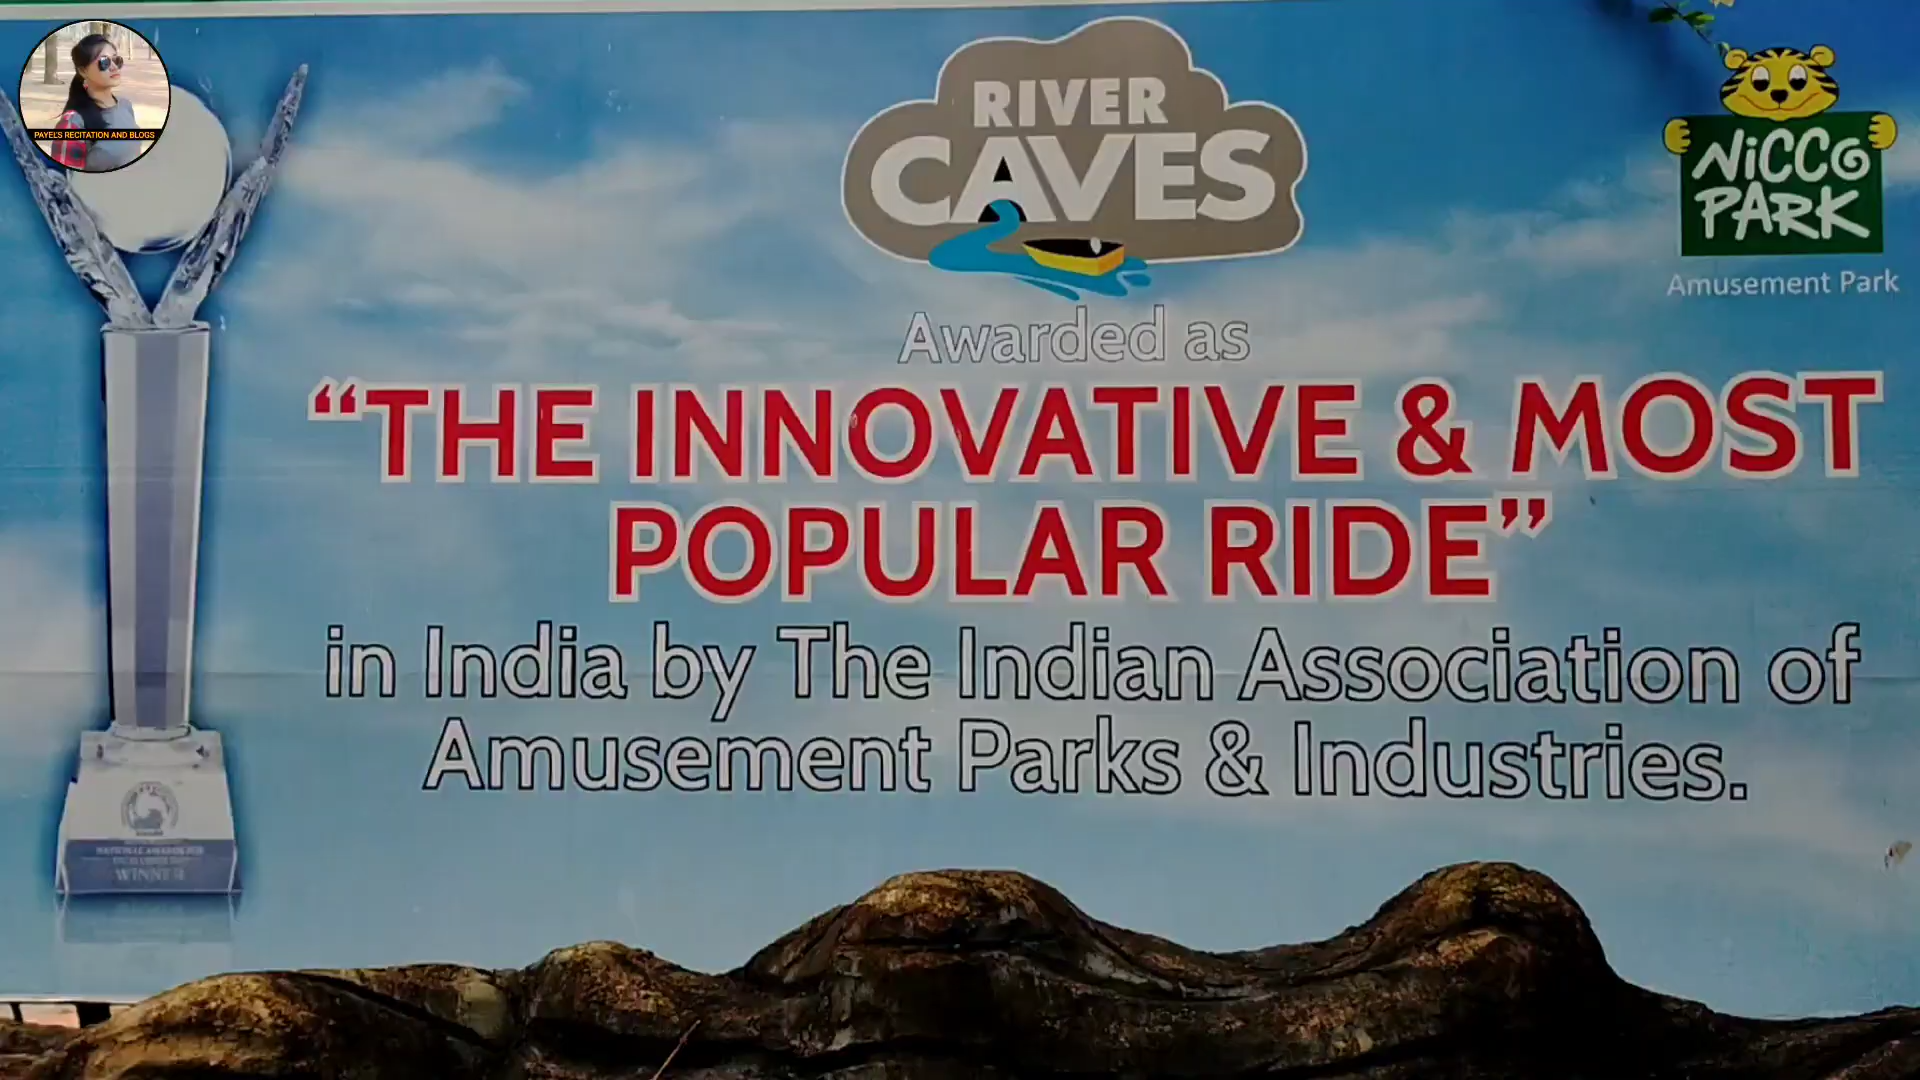 PAYEL'S RECITATION AND BLOGS
RIVER
CAVES
NICCO
PARK
Amusement Park
Awarded as
“THE INNOVATIVE & MOST
POPULAR RIDE”
in India by The Indian Association of
Amusement Parks & Industries.
WINNER